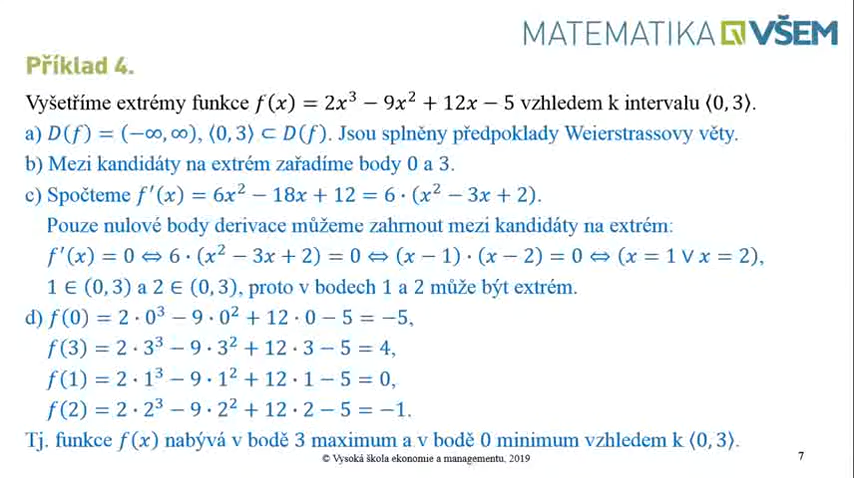 MATEMATIKA VŠEM
Příklad 4.
Vyšetříme extrémy funkce f(x) = 2x³ − 9x² + 12x − 5 vzhledem k intervalu ⟨0, 3⟩.
a) D(f) = (−∞, ∞), ⟨0, 3⟩ ⊂ D(f). Jsou splněny předpoklady Weierstrassovy věty.
b) Mezi kandidáty na extrém zařadíme body 0 a 3.
c) Spočteme f′(x) = 6x² − 18x + 12 = 6 · (x² − 3x + 2).
Pouze nulové body derivace můžeme zahrnout mezi kandidáty na extrém:
f′(x) = 0 ⇔ 6 · (x² − 3x + 2) = 0 ⇔ (x − 1) · (x − 2) = 0 ⇔ (x = 1 ∨ x = 2),
1 ∈ (0, 3) a 2 ∈ (0, 3), proto v bodech 1 a 2 může být extrém.
d) f(0) = 2 · 0³ − 9 · 0² + 12 · 0 − 5 = −5,
f(3) = 2 · 3³ − 9 · 3² + 12 · 3 − 5 = 4,
f(1) = 2 · 1³ − 9 · 1² + 12 · 1 − 5 = 0,
f(2) = 2 · 2³ − 9 · 2² + 12 · 2 − 5 = −1.
Tj. funkce f(x) nabývá v bodě 3 maximum a v bodě 0 minimum vzhledem k ⟨0, 3⟩.
© Vysoká škola ekonomie a managementu, 2019
7